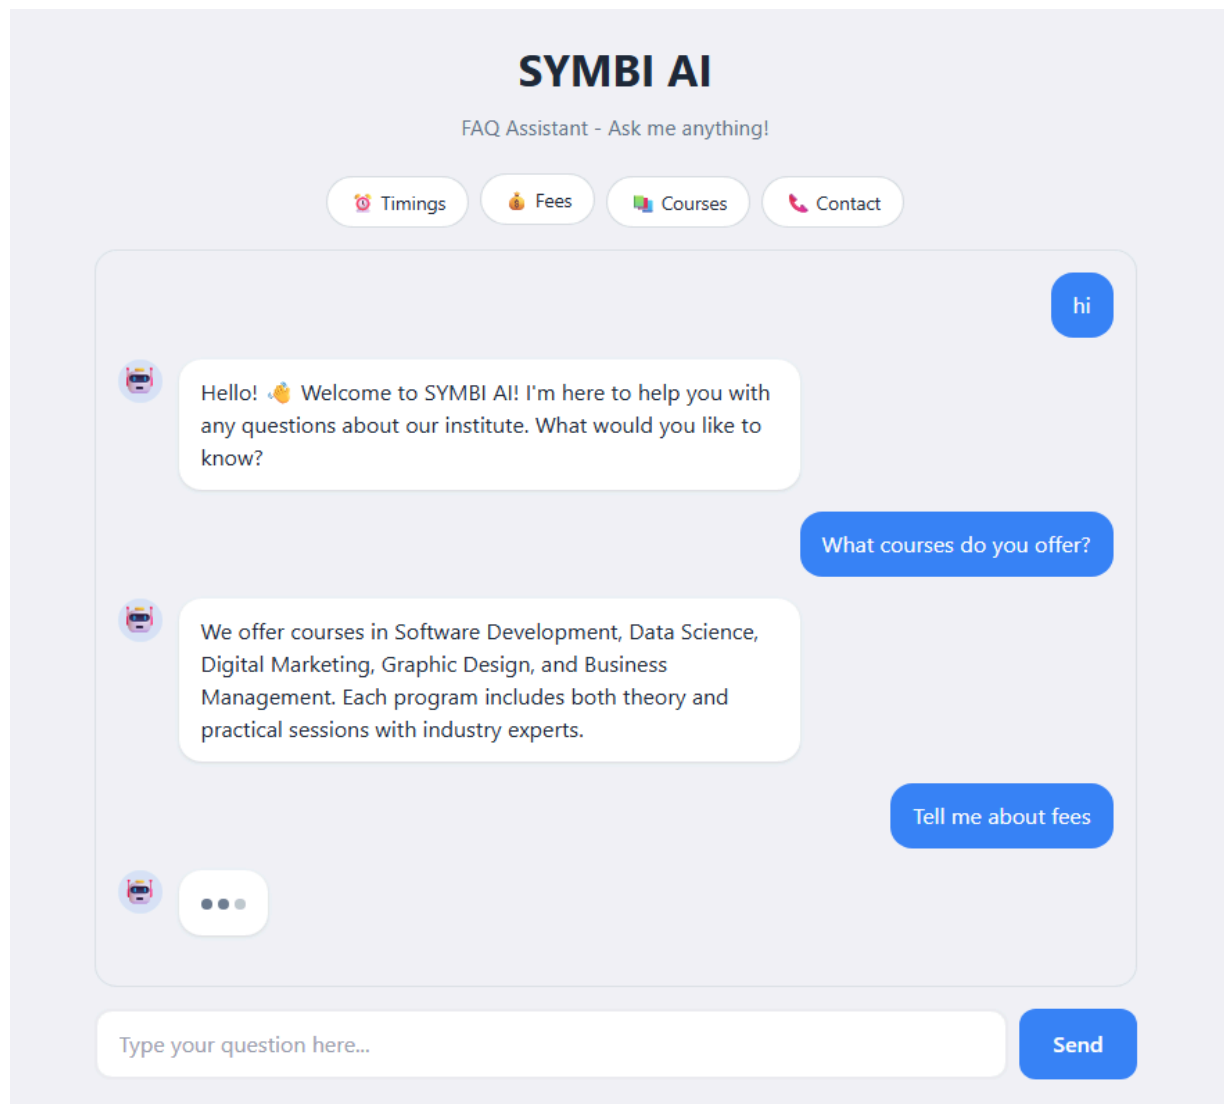 SYMBI AI
FAQ Assistant - Ask me anything!
⏰ Timings
💰 Fees
📚 Courses
📞 Contact
hi
Hello! 👋 Welcome to SYMBI AI! I'm here to help you with
any questions about our institute. What would you like to
know?
What courses do you offer?
We offer courses in Software Development, Data Science,
Digital Marketing, Graphic Design, and Business
Management. Each program includes both theory and
practical sessions with industry experts.
Tell me about fees
Type your question here...
Send